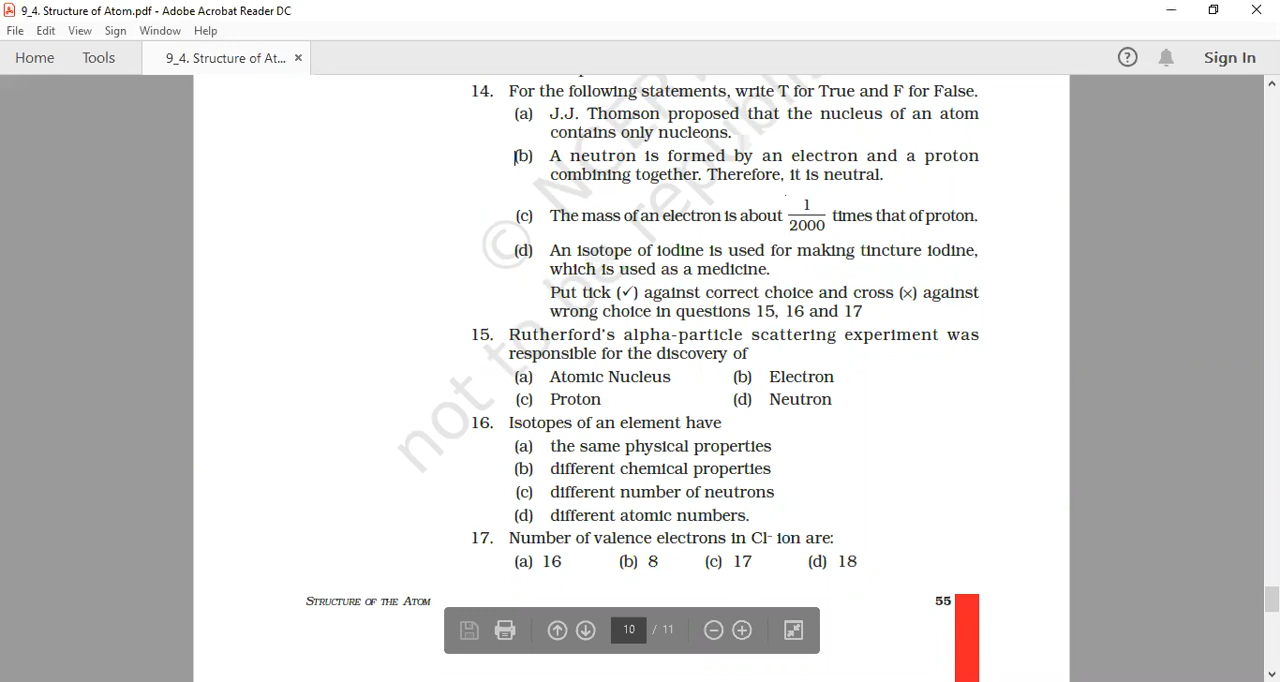 9_4. Structure of Atom.pdf - Adobe Acrobat Reader DC
File Edit View Sign Window Help
Home Tools 9_4. Structure of At... × ? Sign In
14. For the following statements, write T for True and F for False.
(a) J.J. Thomson proposed that the nucleus of an atom
contains only nucleons.
(b) A neutron is formed by an electron and a proton
combining together. Therefore, it is neutral.
(c) The mass of an electron is about 1/2000 times that of proton.
(d) An isotope of iodine is used for making tincture iodine,
which is used as a medicine.
Put tick (✓) against correct choice and cross (×) against
wrong choice in questions 15, 16 and 17
15. Rutherford's alpha-particle scattering experiment was
responsible for the discovery of
(a) Atomic Nucleus (b) Electron
(c) Proton (d) Neutron
16. Isotopes of an element have
(a) the same physical properties
(b) different chemical properties
(c) different number of neutrons
(d) different atomic numbers.
17. Number of valence electrons in Cl⁻ ion are:
(a) 16 (b) 8 (c) 17 (d) 18
STRUCTURE OF THE ATOM 55
10 / 11
© NCER
not to be republi